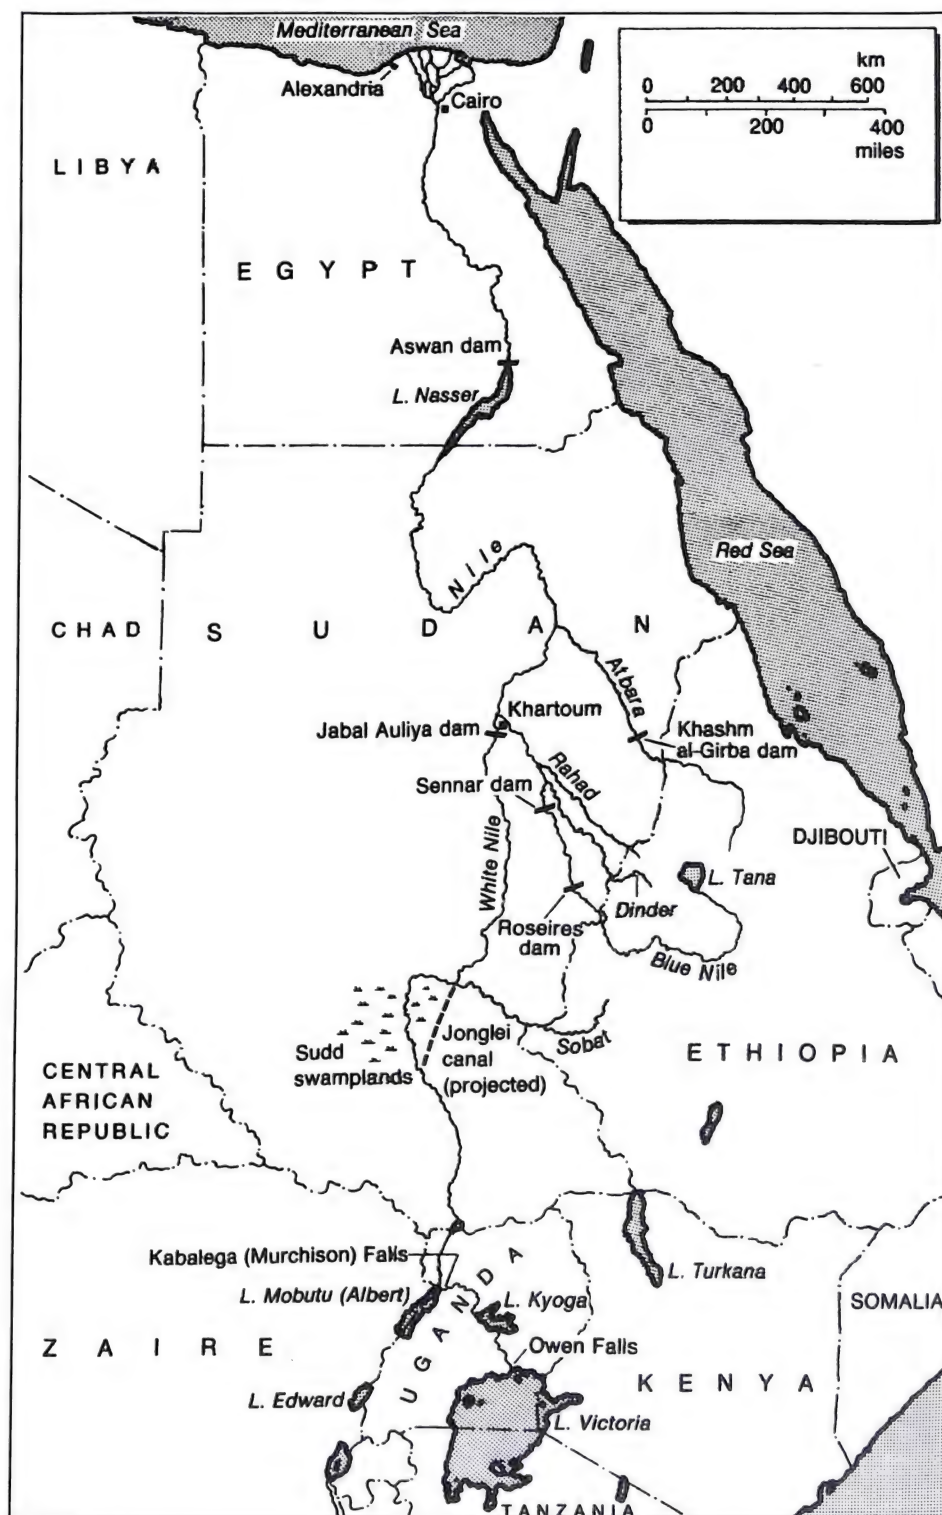 Mediterranean Sea
km
0 200 400 600
0 200 400
miles
Alexandria
Cairo
LIBYA
EGYPT
Aswan dam
L. Nasser
Red Sea
Nile
CHAD
SUDAN
Atbara
Khartoum
Jabal Auliya dam
Khashm
al-Girba dam
Rahad
Sennar dam
White Nile
DJIBOUTI
L. Tana
Dinder
Roseires
dam
Blue Nile
Sudd
swamplands
Jonglei
canal
(projected)
Sobat
ETHIOPIA
CENTRAL
AFRICAN
REPUBLIC
Kabalega (Murchison) Falls
L. Mobutu (Albert)
UGANDA
L. Kyoga
L. Turkana
SOMALIA
ZAIRE
Owen Falls
KENYA
L. Edward
L. Victoria
TANZANIA